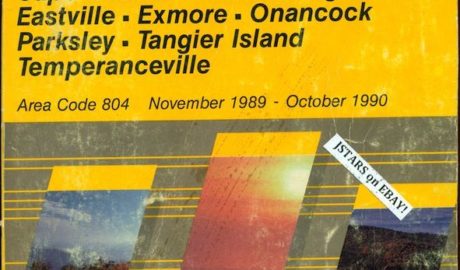 Eastville ▪ Exmore ▪ Onancock
Parksley ▪ Tangier Island
Temperanceville
Area Code 804 November 1989 - October 1990
JSTARS on EBAY!